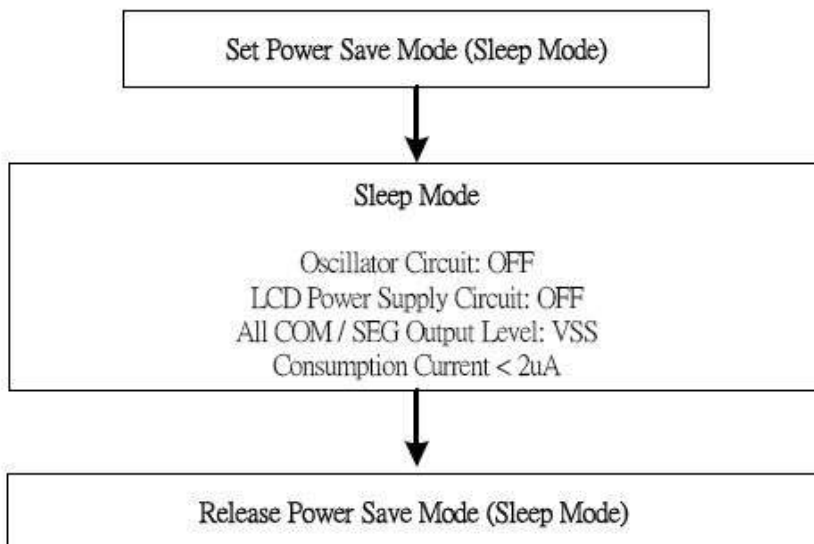 Set Power Save Mode (Sleep Mode)
Sleep Mode
Oscillator Circuit: OFF
LCD Power Supply Circuit: OFF
All COM / SEG Output Level: VSS
Consumption Current < 2uA
Release Power Save Mode (Sleep Mode)